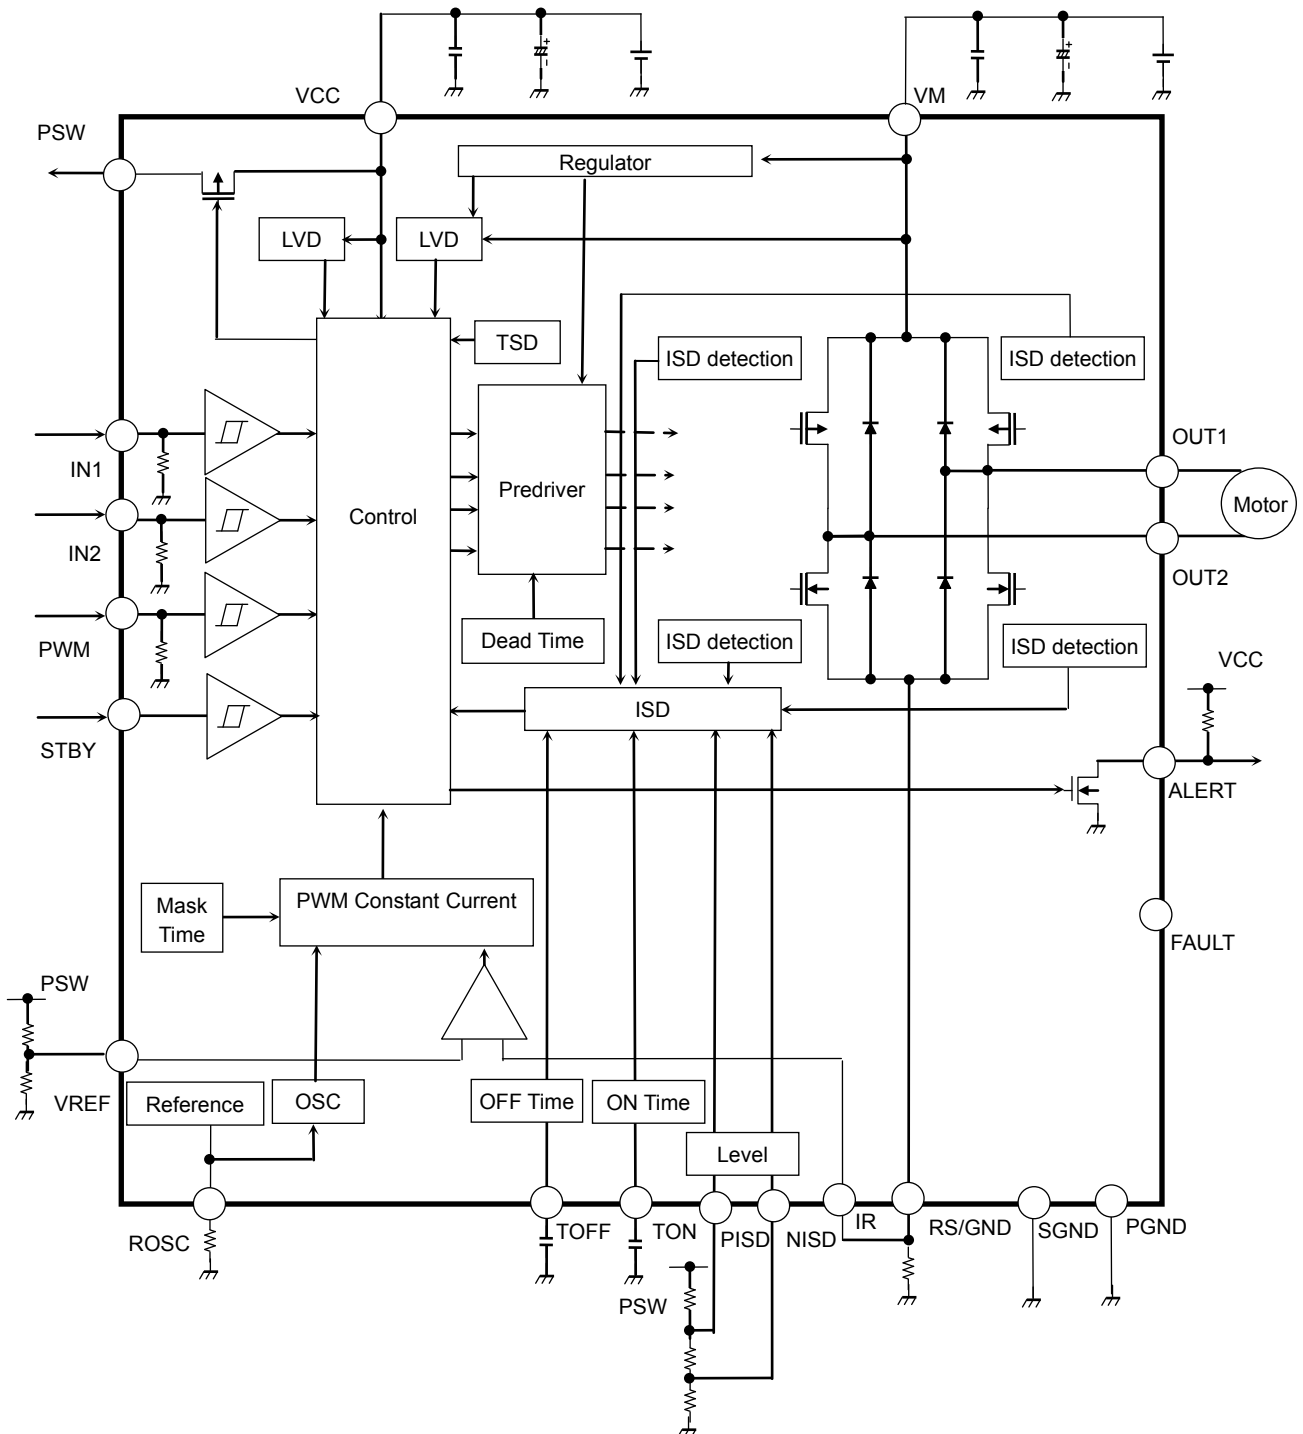 VCC
VM
PSW
Regulator
LVD
LVD
TSD
ISD detection
ISD detection
IN1
OUT1
Motor
Predriver
Control
IN2
OUT2
PWM
Dead Time
ISD detection
ISD detection
VCC
STBY
ISD
ALERT
Mask
Time
PWM Constant Current
FAULT
PSW
VREF
Reference
OSC
OFF Time
ON Time
Level
ROSC
TOFF
TON
PISD
NISD
IR
RS/GND
SGND
PGND
PSW
+
-
+
-